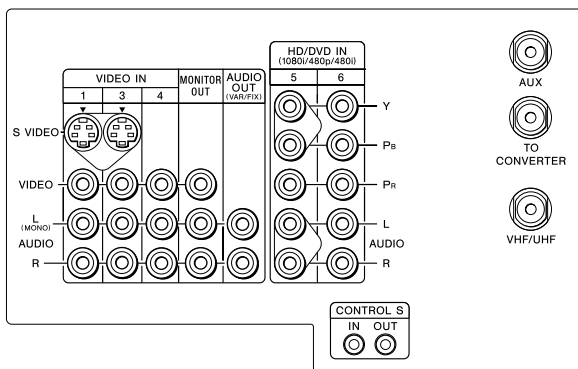 VIDEO IN
1 3 4
MONITOR
OUT
AUDIO
OUT
(VAR/FIX)
S VIDEO
VIDEO
L
(MONO)
AUDIO
R
HD/DVD IN
(1080i/480p/480i)
5 6
Y
PB
PR
L
AUDIO
R
AUX
TO
CONVERTER
VHF/UHF
CONTROL S
IN OUT